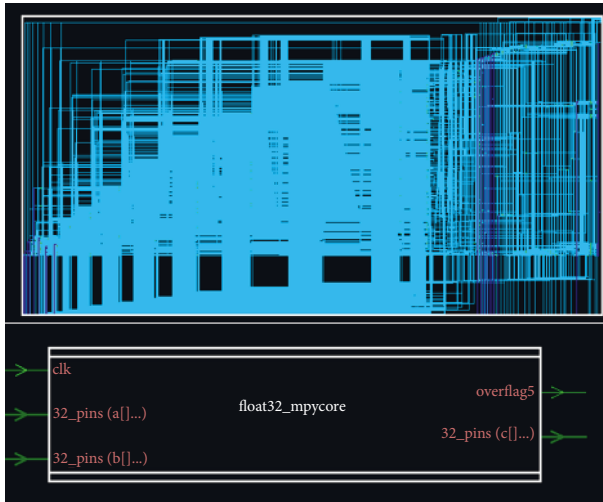 clk
overflag5
float32_mpycore
32_pins (a[]...)
32_pins (c[]...)
32_pins (b[]...)